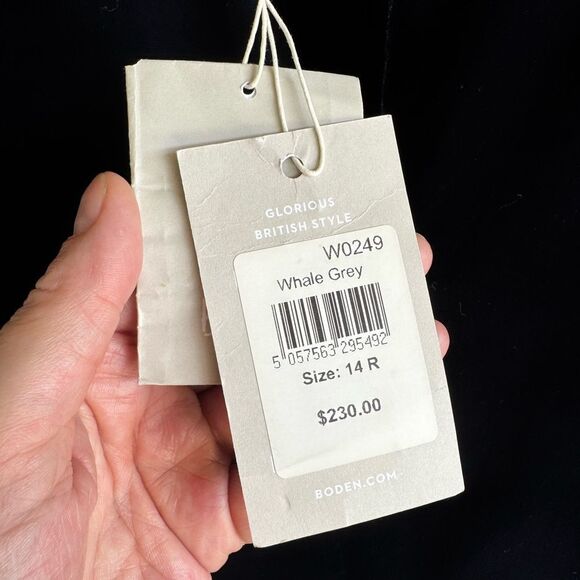 GLORIOUS
BRITISH STYLE
W0249
Whale Grey
5 057563 295492
Size: 14 R
$230.00
BODEN.COM